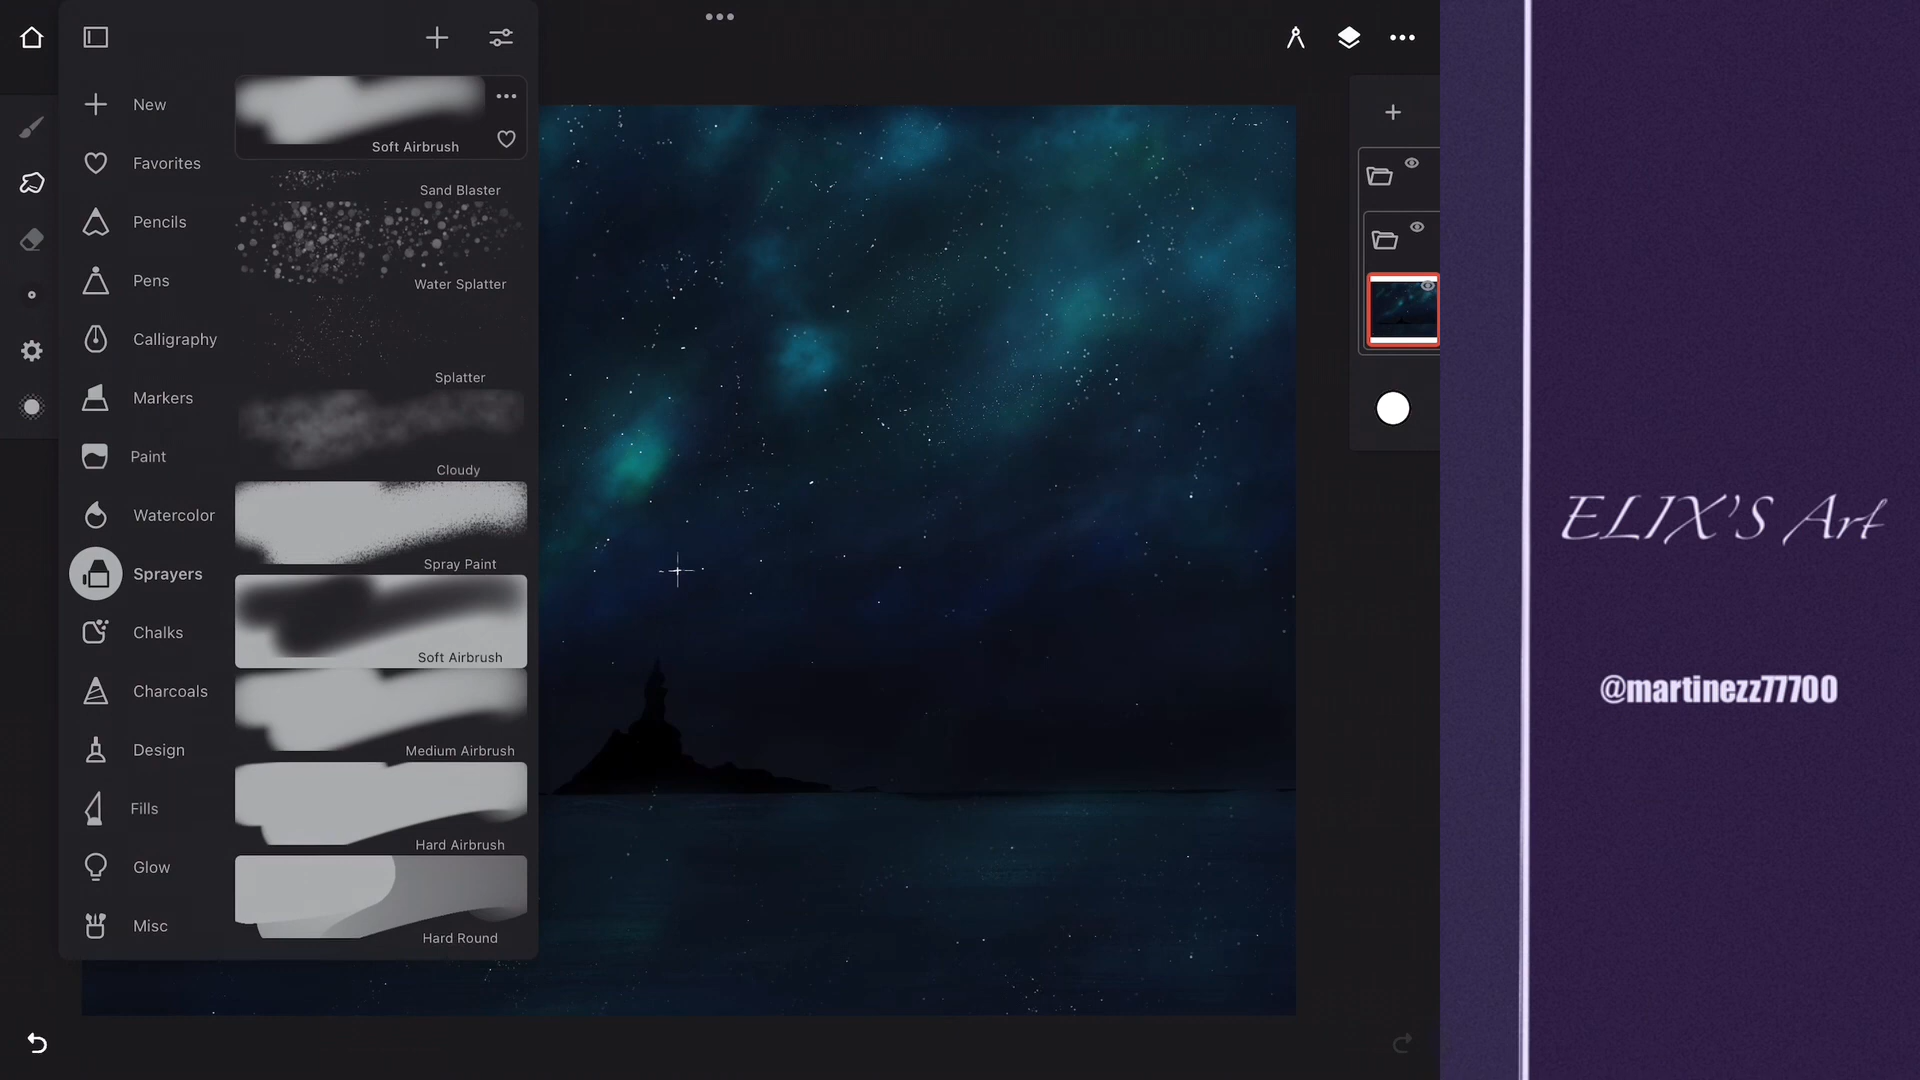 New
Favorites
Pencils
Pens
Calligraphy
Markers
Paint
Watercolor
Sprayers
Chalks
Charcoals
Design
Fills
Glow
Misc
Soft Airbrush
Sand Blaster
Water Splatter
Splatter
Cloudy
Spray Paint
Soft Airbrush
Medium Airbrush
Hard Airbrush
Hard Round
ELIX'S Art
@martinezz77700